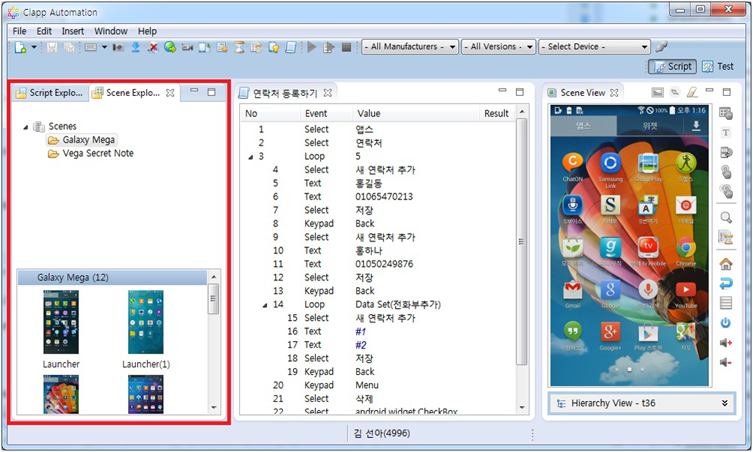 Clapp Automation
File Edit Insert Window Help
- All Manufacturers - - All Versions - - Select Device -
Script Test
Script Explo... Scene Explo...
Scenes
Galaxy Mega
Vega Secret Note
Galaxy Mega (12)
Launcher Launcher(1)
연락처 등록하기
No Event Value Result
1 Select 앱스
2 Select 연락처
3 Loop 5
4 Select 새 연락처 추가
5 Text 홍길동
6 Text 01065470213
7 Select 저장
8 Keypad Back
9 Select 새 연락처 추가
10 Text 홍하나
11 Text 01050249876
12 Select 저장
13 Keypad Back
14 Loop Data Set(전화부추가)
15 Select 새 연락처 추가
16 Text #1
17 Text #2
18 Select 저장
19 Keypad Back
20 Keypad Menu
21 Select 삭제
22 Select android.widget.CheckBox
Scene View
100% 오후 1:16
앱스 위젯
ChatON Samsung Link
Chrome
Gmail Google YouTube
Google+ Play 스토어 지도
Hierarchy View - t36
김 선아(4996)